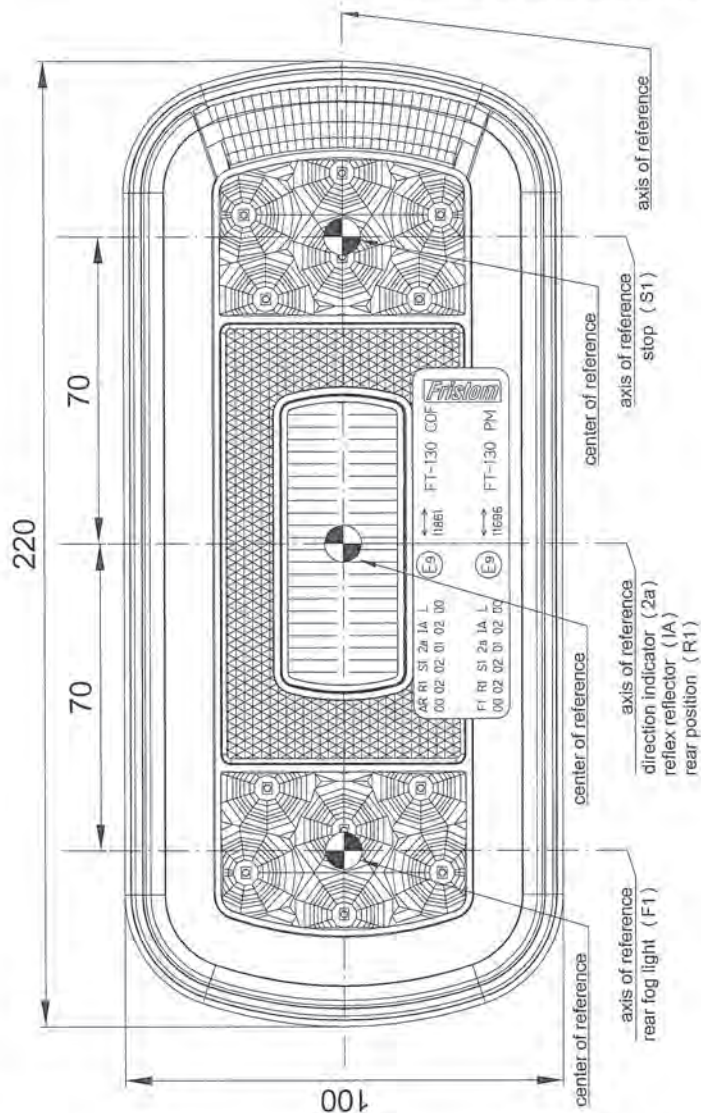 220
70
70
100
Fristom
AR R1 S1 2a IA L
00 02 02 01 02 00
E9
11861
FT-130 COF
F1 R1 S1 2a IA L
00 02 02 01 02 00
E9
11696
FT-130 PM
center of reference
center of reference
center of reference
axis of reference
rear fog light (F1)
axis of reference
direction indicator (2a)
reflex reflector (IA)
rear position (R1)
axis of reference
stop (S1)
axis of reference